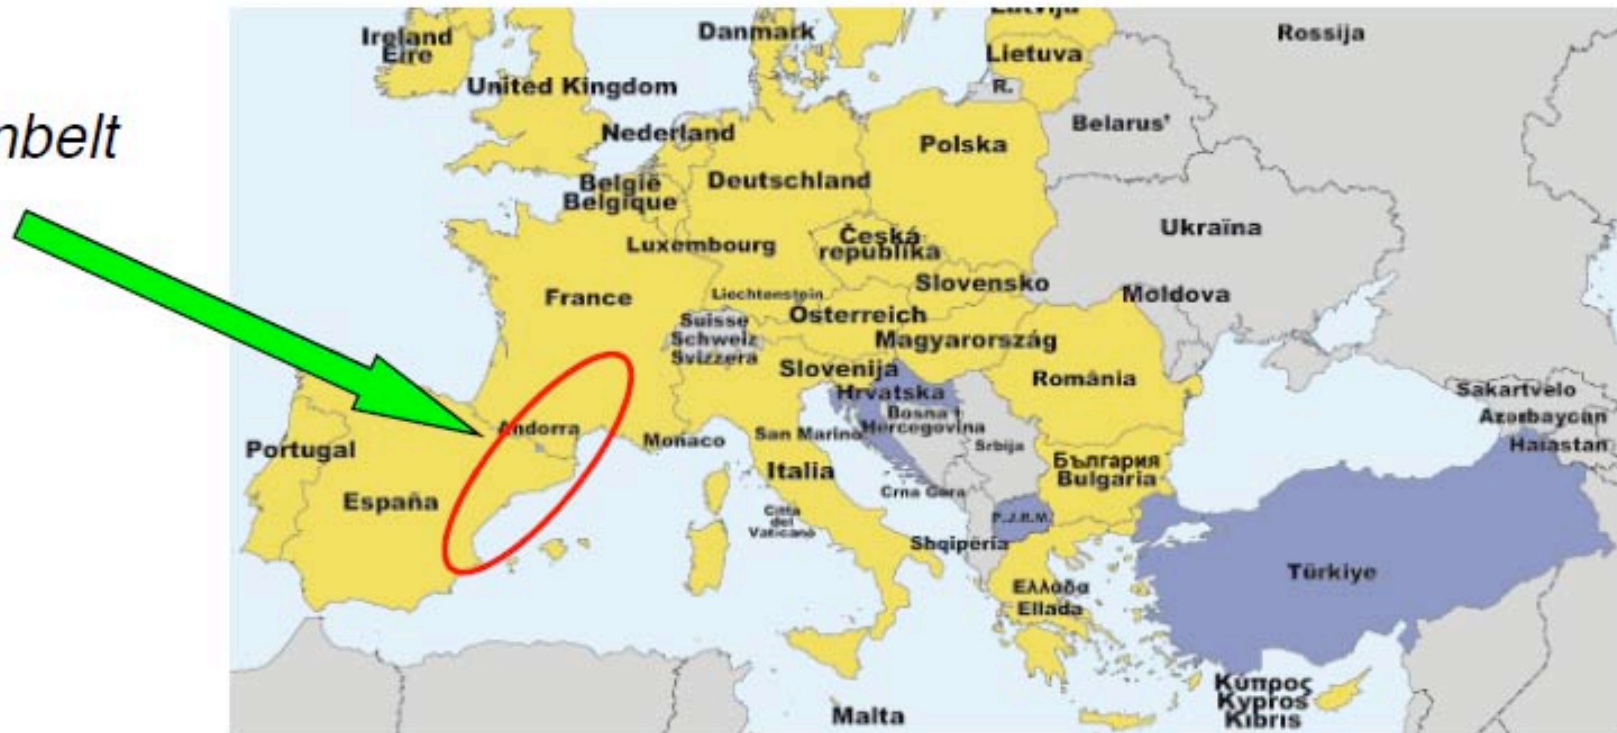 Latvija
Ireland
Éire
Danmark
Rossija
Lietuva
United Kingdom
R.
nbelt
Nederland
Belarus'
Polska
België
Belgique
Deutschland
Luxembourg
Česká
republika
Ukraïna
Slovensko
France
Liechtenstein
Moldova
Österreich
Suisse
Schweiz
Svizzera
Magyarország
Slovenija
România
Hrvatska
Sakartvelo
Bosna i
Hercegovina
Azərbaycan
Andorra
Monaco
San Marino
Srbija
Haiastan
Portugal
България
Bulgaria
Italia
España
Crna Gora
Città
del
Vaticano
P.J.R.M.
Shqipëria
Türkiye
Ελλάδα
Ellada
Κύπρος
Kypros
Kıbrıs
Malta